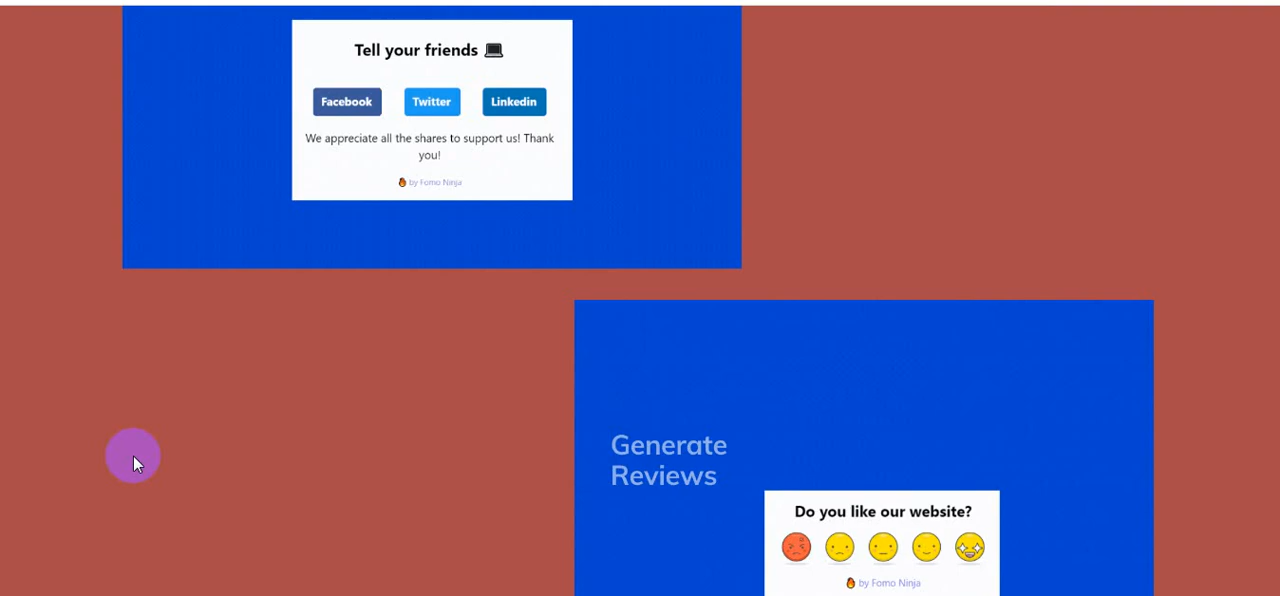 Tell your friends 💻
Facebook Twitter Linkedin
We appreciate all the shares to support us! Thank
you!
🔥 by Fomo Ninja
Generate
Reviews
Do you like our website?
🔥 by Fomo Ninja